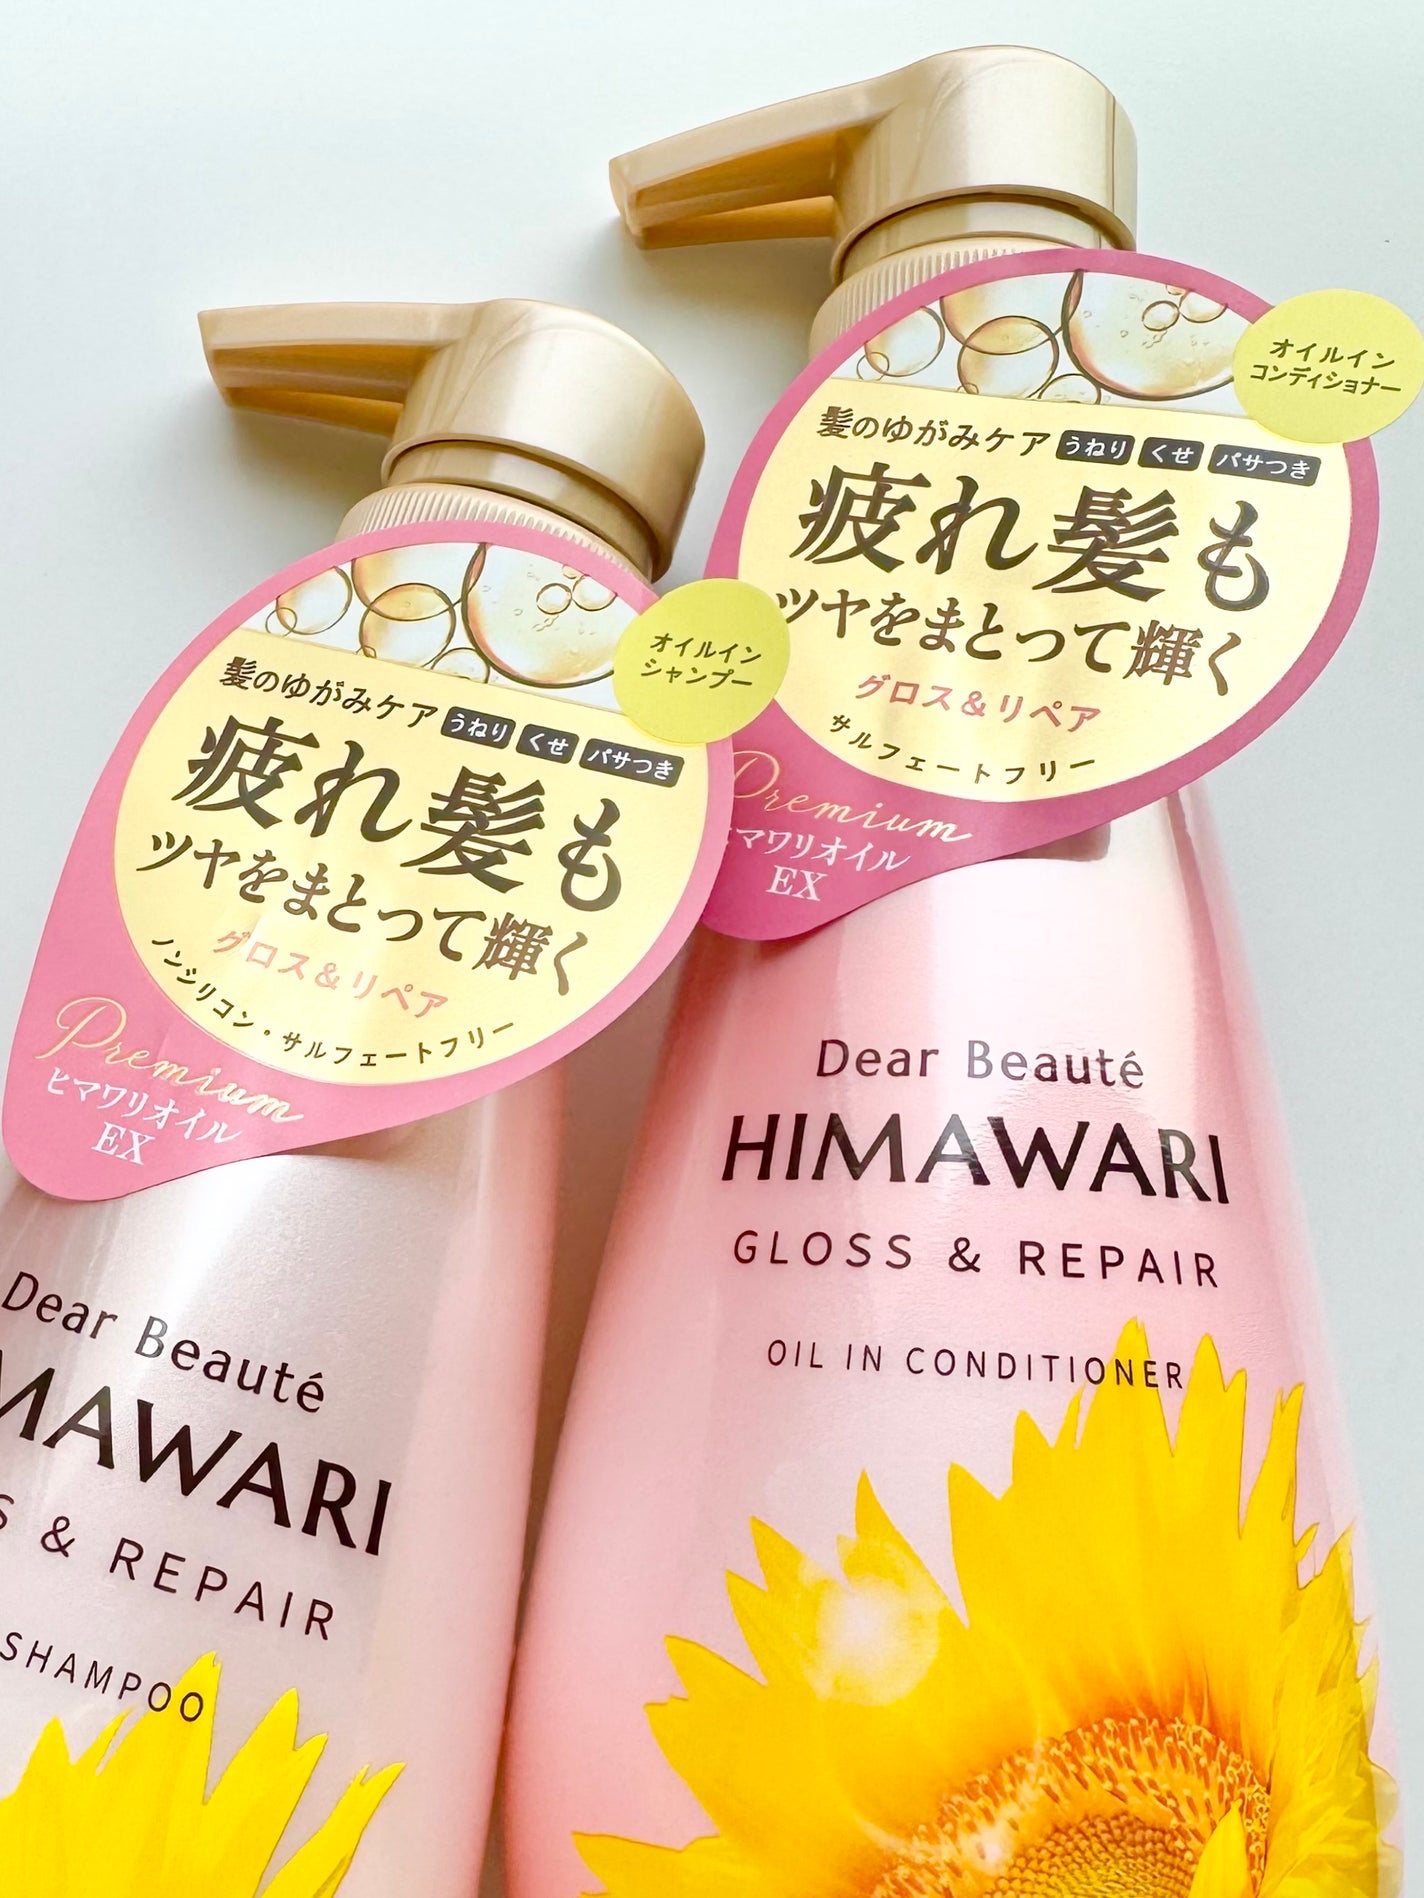 オイルイン
コンディショナー
髪のゆがみケア うねり くせ パサつき
疲れ髪も
ツヤをまとって輝く
グロス&リペア
サルフェートフリー
Premium
マワリオイル
EX
Dear Beauté
HIMAWARI
GLOSS & REPAIR
OIL IN CONDITIONER
オイルイン
シャンプー
髪のゆがみケア うねり くせ パサつき
疲れ髪も
ツヤをまとって輝く
グロス&リペア
ノンシリコン・サルフェートフリー
Premium
ヒマワリオイル
EX
Dear Beauté
MAWARI
S & REPAIR
SHAMPOO